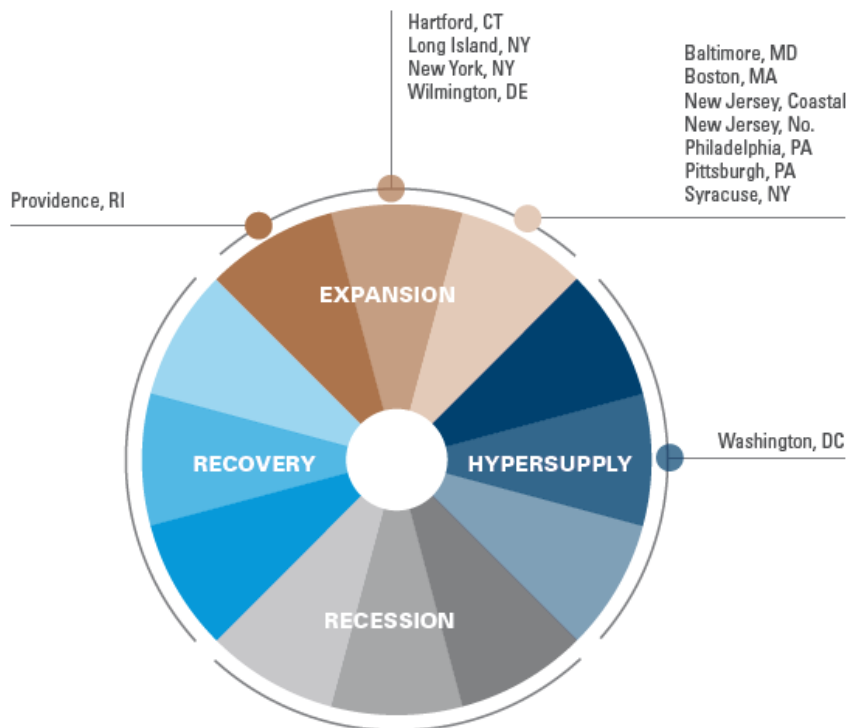 Hartford, CT
Long Island, NY
New York, NY
Wilmington, DE
Baltimore, MD
Boston, MA
New Jersey, Coastal
New Jersey, No.
Philadelphia, PA
Pittsburgh, PA
Syracuse, NY
Providence, RI
EXPANSION
Washington, DC
RECOVERY
HYPERSUPPLY
RECESSION